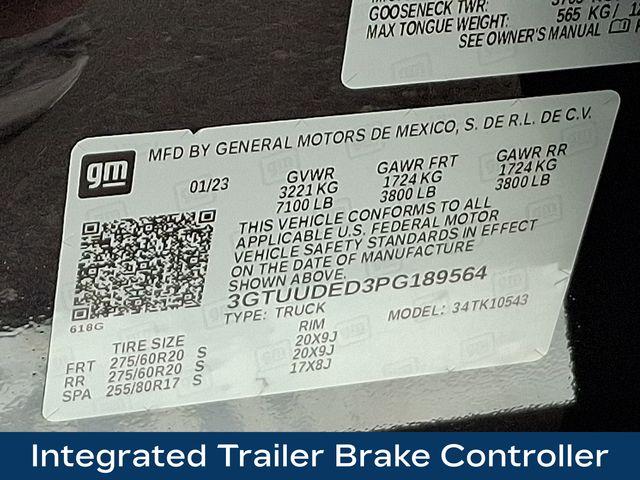 GOOSENECK TWR:
MAX TONGUE WEIGHT: 565 KG/
SEE OWNER'S MANUAL
gm
MFD BY GENERAL MOTORS DE MEXICO, S. DE R.L. DE C.V.
01/23 GVWR GAWR FRT GAWR RR
3221 KG 1724 KG 1724 KG
7100 LB 3800 LB 3800 LB
THIS VEHICLE CONFORMS TO ALL
APPLICABLE U.S. FEDERAL MOTOR
VEHICLE SAFETY STANDARDS IN EFFECT
ON THE DATE OF MANUFACTURE
SHOWN ABOVE.
3GTUUDED3PG189564
618G
TYPE: TRUCK MODEL: 34TK10543
TIRE SIZE RIM
FRT 275/60R20 S 20X9J
RR 275/60R20 S 20X9J
SPA 255/80R17 S 17X8J
Integrated Trailer Brake Controller